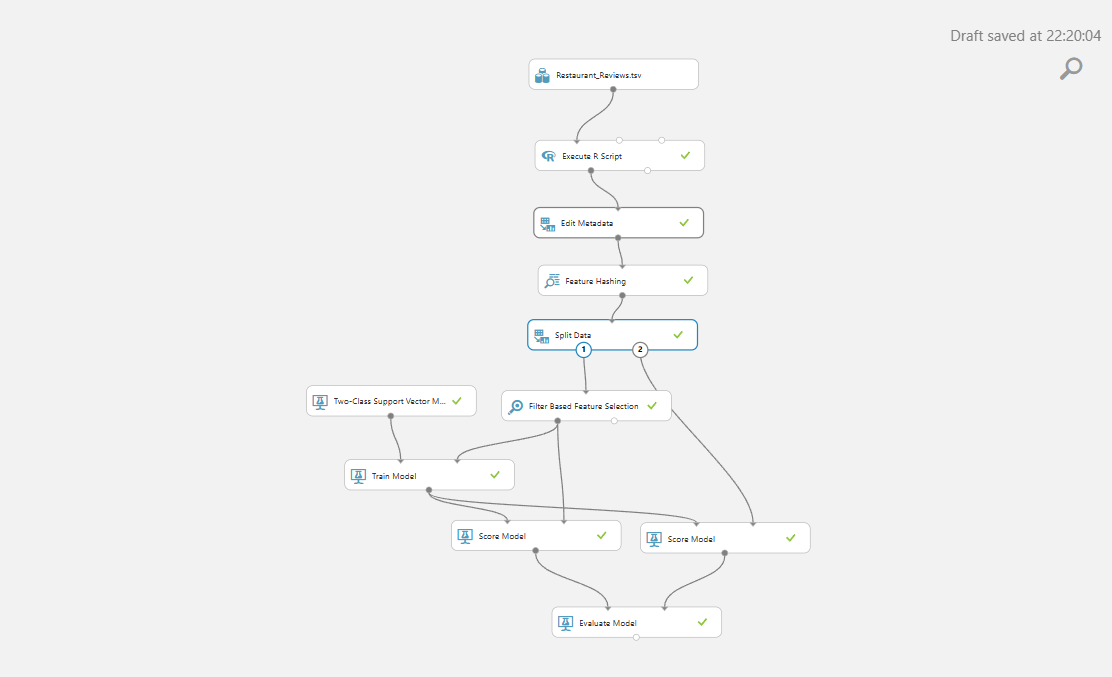 Draft saved at 22:20:04
Restaurant_Reviews.tsv
Execute R Script
Edit Metadata
Feature Hashing
Split Data
1
2
Two-Class Support Vector M...
Filter Based Feature Selection
Train Model
Score Model
Score Model
Evaluate Model